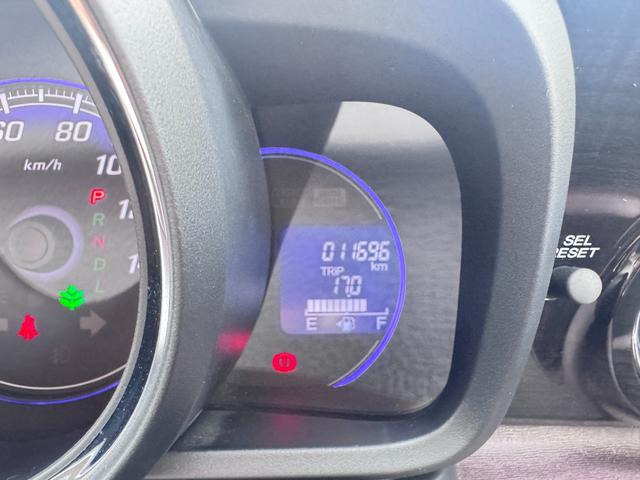 60 80
km/h 10
P
R
N
D
L
011696
TRIP km
17.0
E F
SEL
RESET